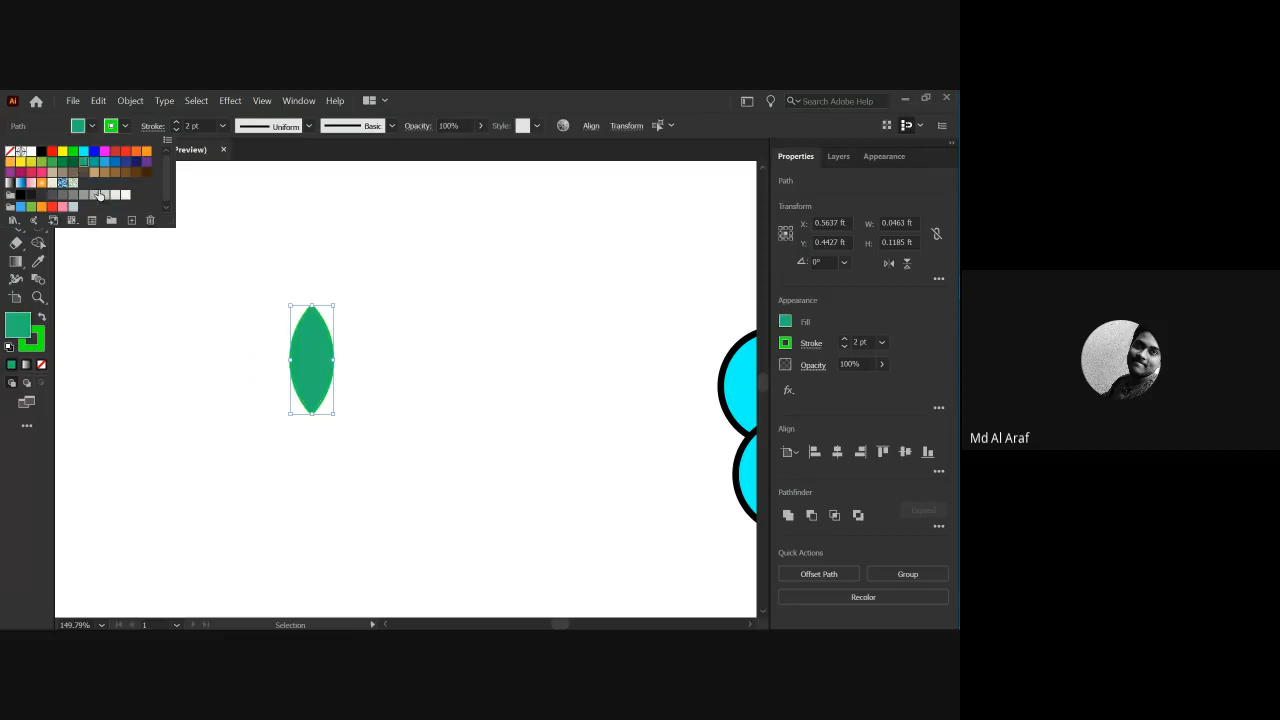 Ai File Edit Object Type Select Effect View Window Help Search Adobe Help
Path Stroke: 2 pt Uniform Basic Opacity: 100% Style: Align Transform
Preview) ×
Properties Layers Appearance
Path
Transform
X: 0.5637 ft W: 0.0463 ft
Y: 0.4427 ft H: 0.1185 ft
0°
Appearance
Fill
Stroke 2 pt
Opacity 100%
fx
Align
Pathfinder
Expand
Quick Actions
Offset Path Group
Recolor
149.79% 1 Selection
Md Al Araf